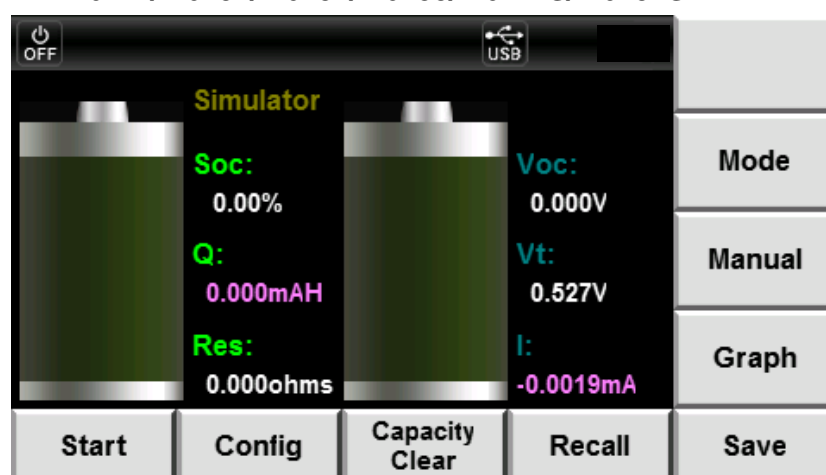 OFF
USB
Simulator
Soc:
0.00%
Q:
0.000mAH
Res:
0.000ohms
Voc:
0.000V
Vt:
0.527V
I:
-0.0019mA
Mode
Manual
Graph
Start
Config
Capacity
Clear
Recall
Save